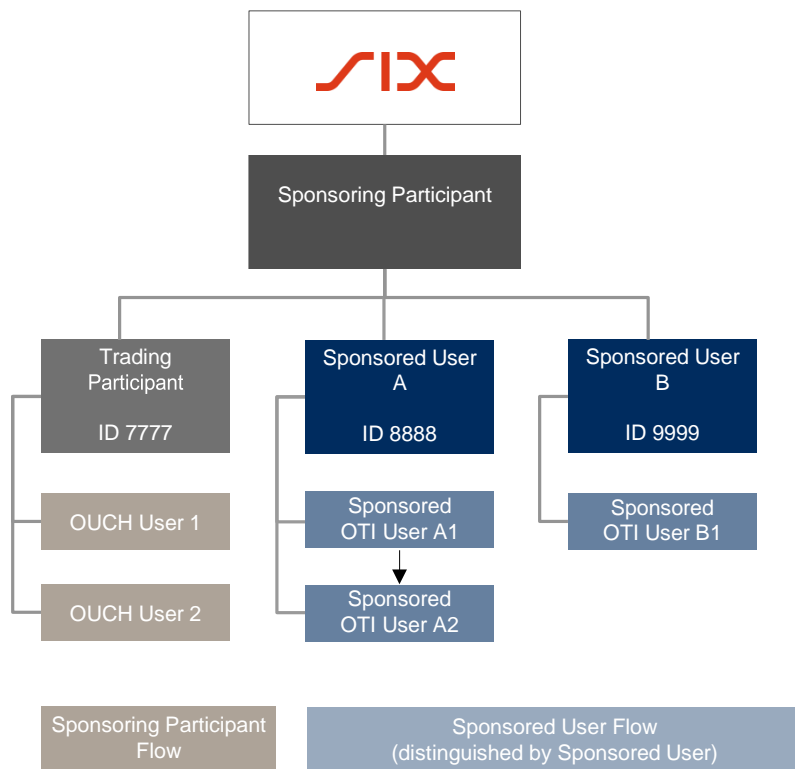 SIX
Sponsoring Participant
Trading
Participant
ID 7777
Sponsored User
A
ID 8888
Sponsored User
B
ID 9999
OUCH User 1
Sponsored
OTI User A1
Sponsored
OTI User B1
OUCH User 2
Sponsored
OTI User A2
Sponsoring Participant
Flow
Sponsored User Flow
(distinguished by Sponsored User)